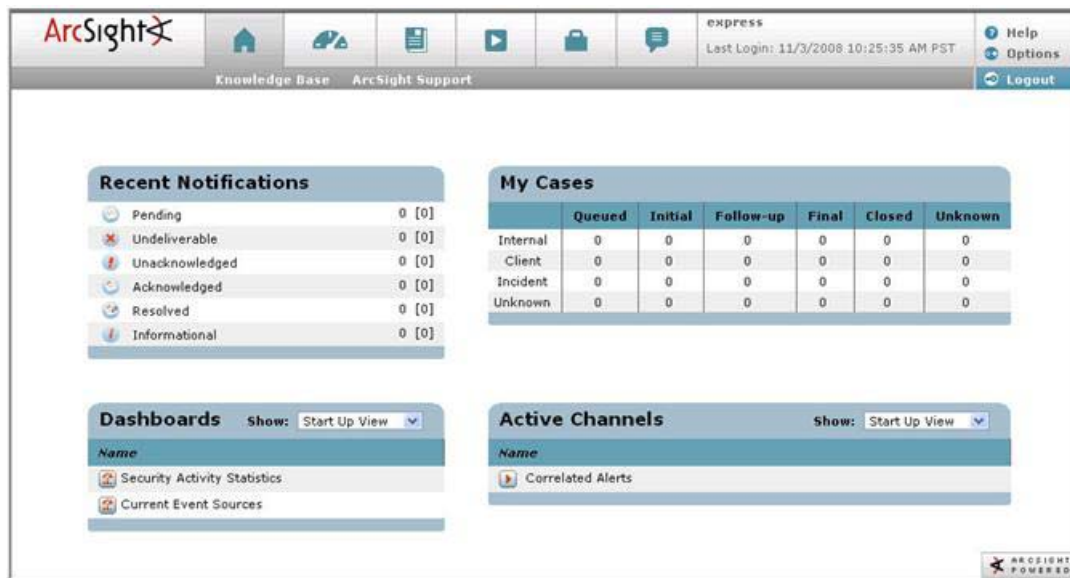 ArcSight
express
Last Login: 11/3/2008 10:25:35 AM PST
Help
Options
Knowledge Base ArcSight Support
Logout
Recent Notifications
Pending 0 [0]
Undeliverable 0 [0]
Unacknowledged 0 [0]
Acknowledged 0 [0]
Resolved 0 [0]
Informational 0 [0]
My Cases
Queued Initial Follow-up Final Closed Unknown
Internal 0 0 0 0 0 0
Client 0 0 0 0 0 0
Incident 0 0 0 0 0 0
Unknown 0 0 0 0 0 0
Dashboards Show: Start Up View
Name
Security Activity Statistics
Current Event Sources
Active Channels Show: Start Up View
Name
Correlated Alerts
ARCSIGHT
POWERED